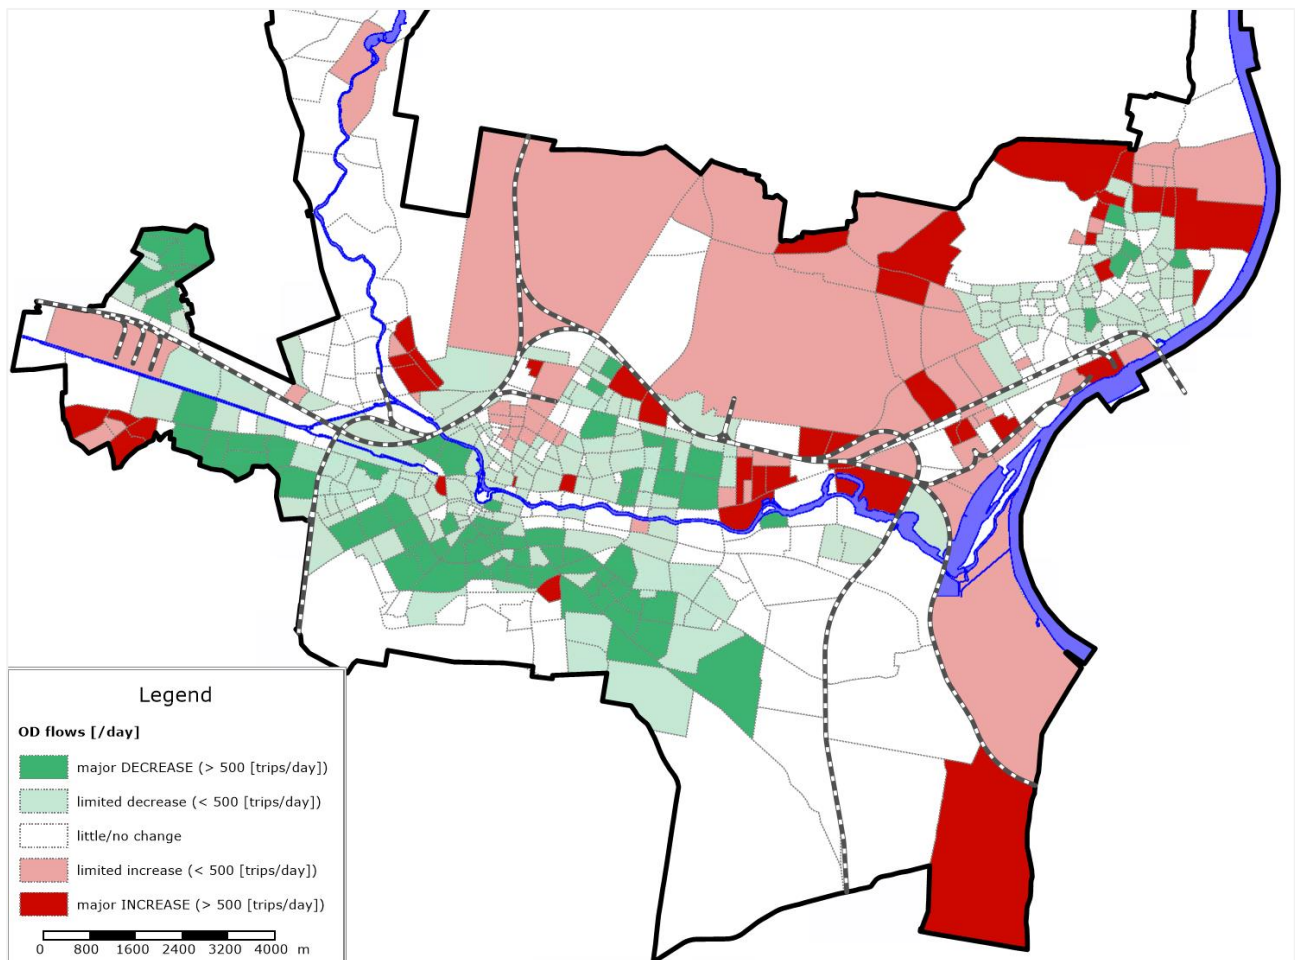 Legend
OD flows [/day]
major DECREASE (> 500 [trips/day])
limited decrease (< 500 [trips/day])
little/no change
limited increase (< 500 [trips/day])
major INCREASE (> 500 [trips/day])
0 800 1600 2400 3200 4000 m